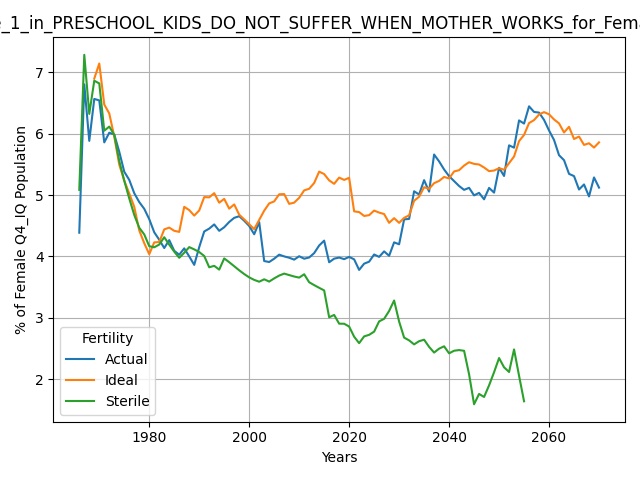 _1_in_PRESCHOOL_KIDS_DO_NOT_SUFFER_WHEN_MOTHER_WORKS_for_Fema
7
6
5
4
3
2
% of Female Q4_IQ Population
Fertility
Actual
Ideal
Sterile
1980 2000 2020 2040 2060
Years